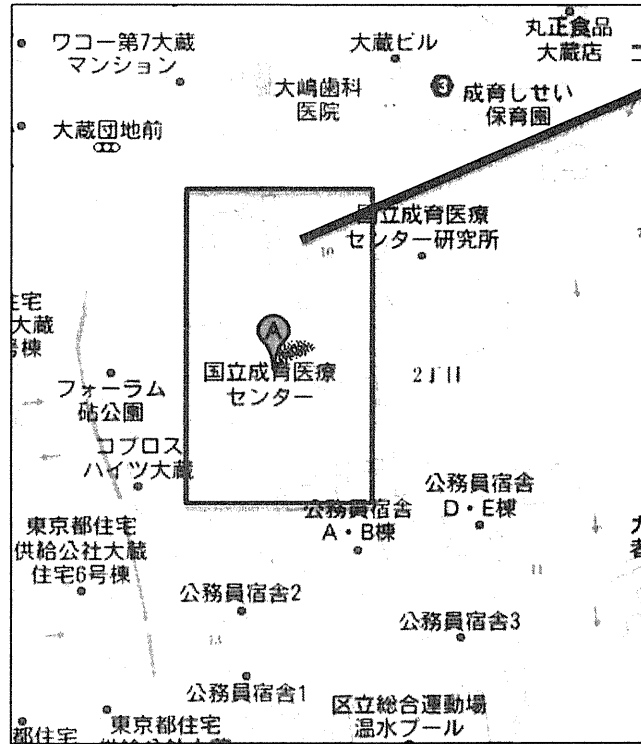 丸正食品
大蔵店
ワコー第7大蔵
マンション
大蔵ビル
大嶋歯科
医院
3
成育しせい
保育園
大蔵団地前
国立成育医療
センター研究所
10
A
国立成育医療
センター
2丁目
住宅
大蔵
号棟
フォーラム
砧公園
コプロス
ハイツ大蔵
公務員宿舎
A・B棟
公務員宿舎
D・E棟
東京都住宅
供給公社大蔵
住宅6号棟
11
公務員宿舎2
公務員宿舎3
13
公務員宿舎1
区立総合運動場
温水プール
都住宅
東京都住宅